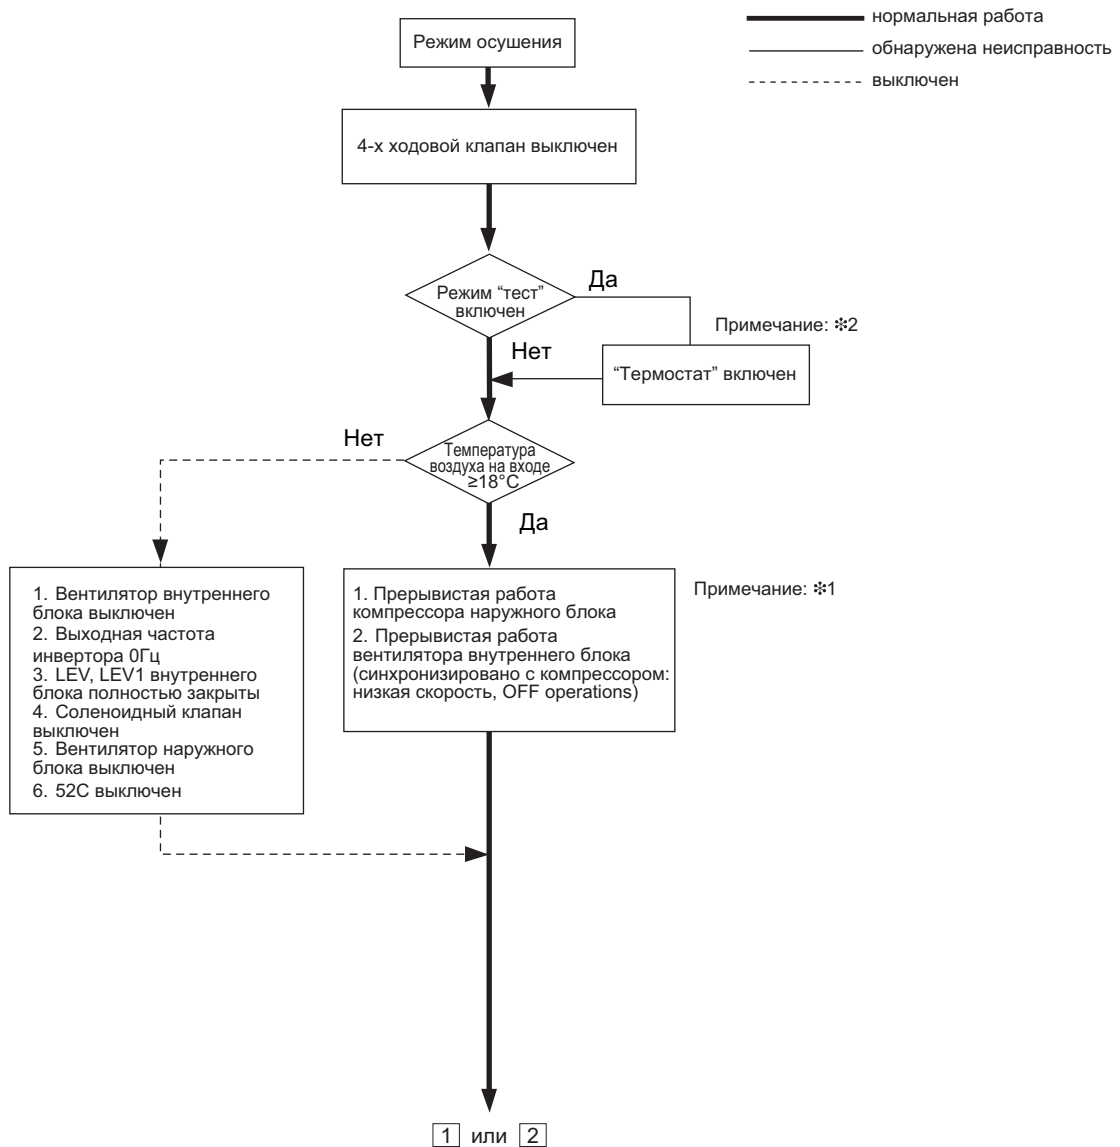 нормальная работа
обнаружена неисправность
выключен
Режим осушения
4-х ходовой клапан выключен
Режим “тест”
включен
Да
Примечание: ✻2
Нет
“Термостат” включен
Нет
Температура
воздуха на входе
≥18°C
Да
1. Вентилятор внутреннего
блока выключен
2. Выходная частота
инвертора 0Гц
3. LEV, LEV1 внутреннего
блока полностью закрыты
4. Соленоидный клапан
выключен
5. Вентилятор наружного
блока выключен
6. 52C выключен
1. Прерывистая работа
компрессора наружного блока
2. Прерывистая работа
вентилятора внутреннего блока
(синхронизировано с компрессором:
низкая скорость, OFF operations)
Примечание: ✻1
1 или 2